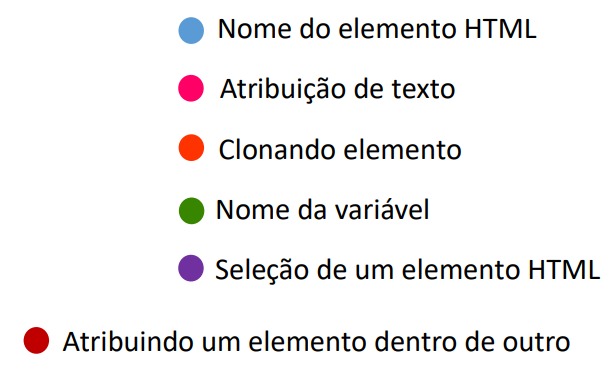 Nome do elemento HTML
Atribuição de texto
Clonando elemento
Nome da variável
Seleção de um elemento HTML
Atribuindo um elemento dentro de outro